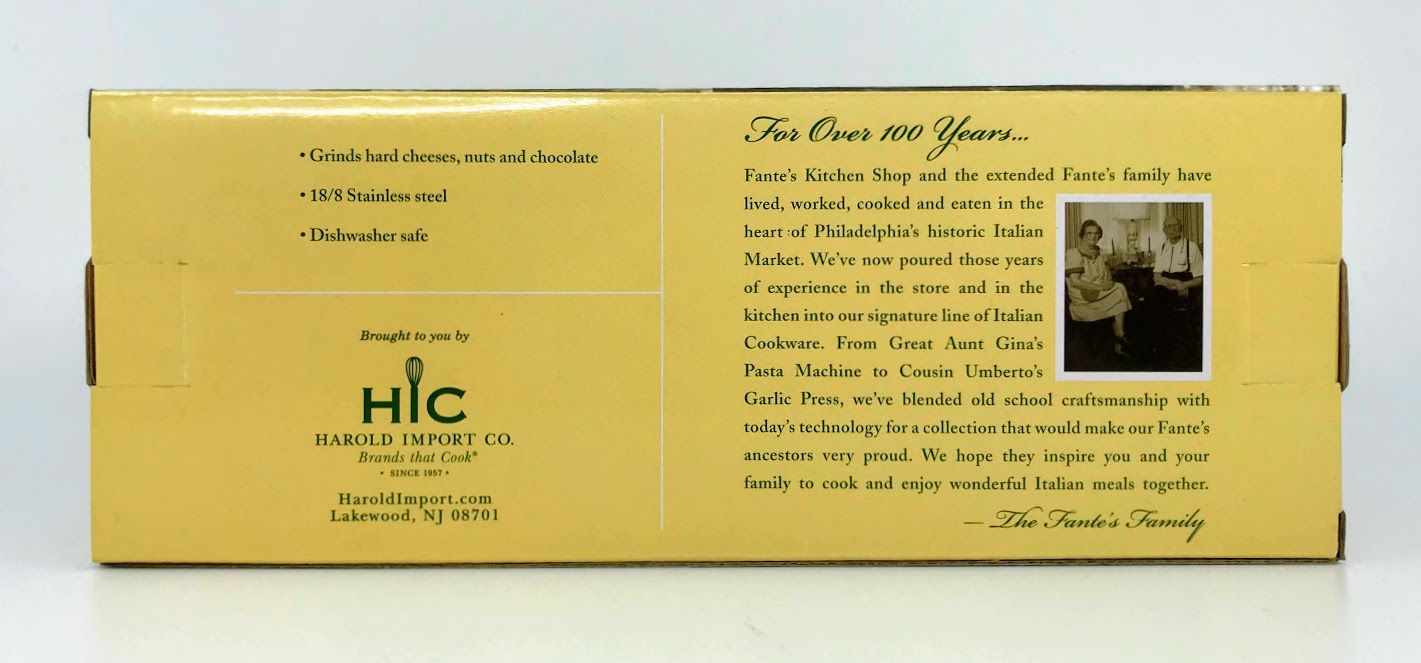 • Grinds hard cheeses, nuts and chocolate
• 18/8 Stainless steel
• Dishwasher safe
Brought to you by
HIC
HAROLD IMPORT CO.
Brands that Cook®
• SINCE 1957 •
HaroldImport.com
Lakewood, NJ 08701
For Over 100 Years...
Fante's Kitchen Shop and the extended Fante's family have
lived, worked, cooked and eaten in the
heart of Philadelphia's historic Italian
Market. We've now poured those years
of experience in the store and in the
kitchen into our signature line of Italian
Cookware. From Great Aunt Gina's
Pasta Machine to Cousin Umberto's
Garlic Press, we've blended old school craftsmanship with
today's technology for a collection that would make our Fante's
ancestors very proud. We hope they inspire you and your
family to cook and enjoy wonderful Italian meals together.
— The Fante's Family